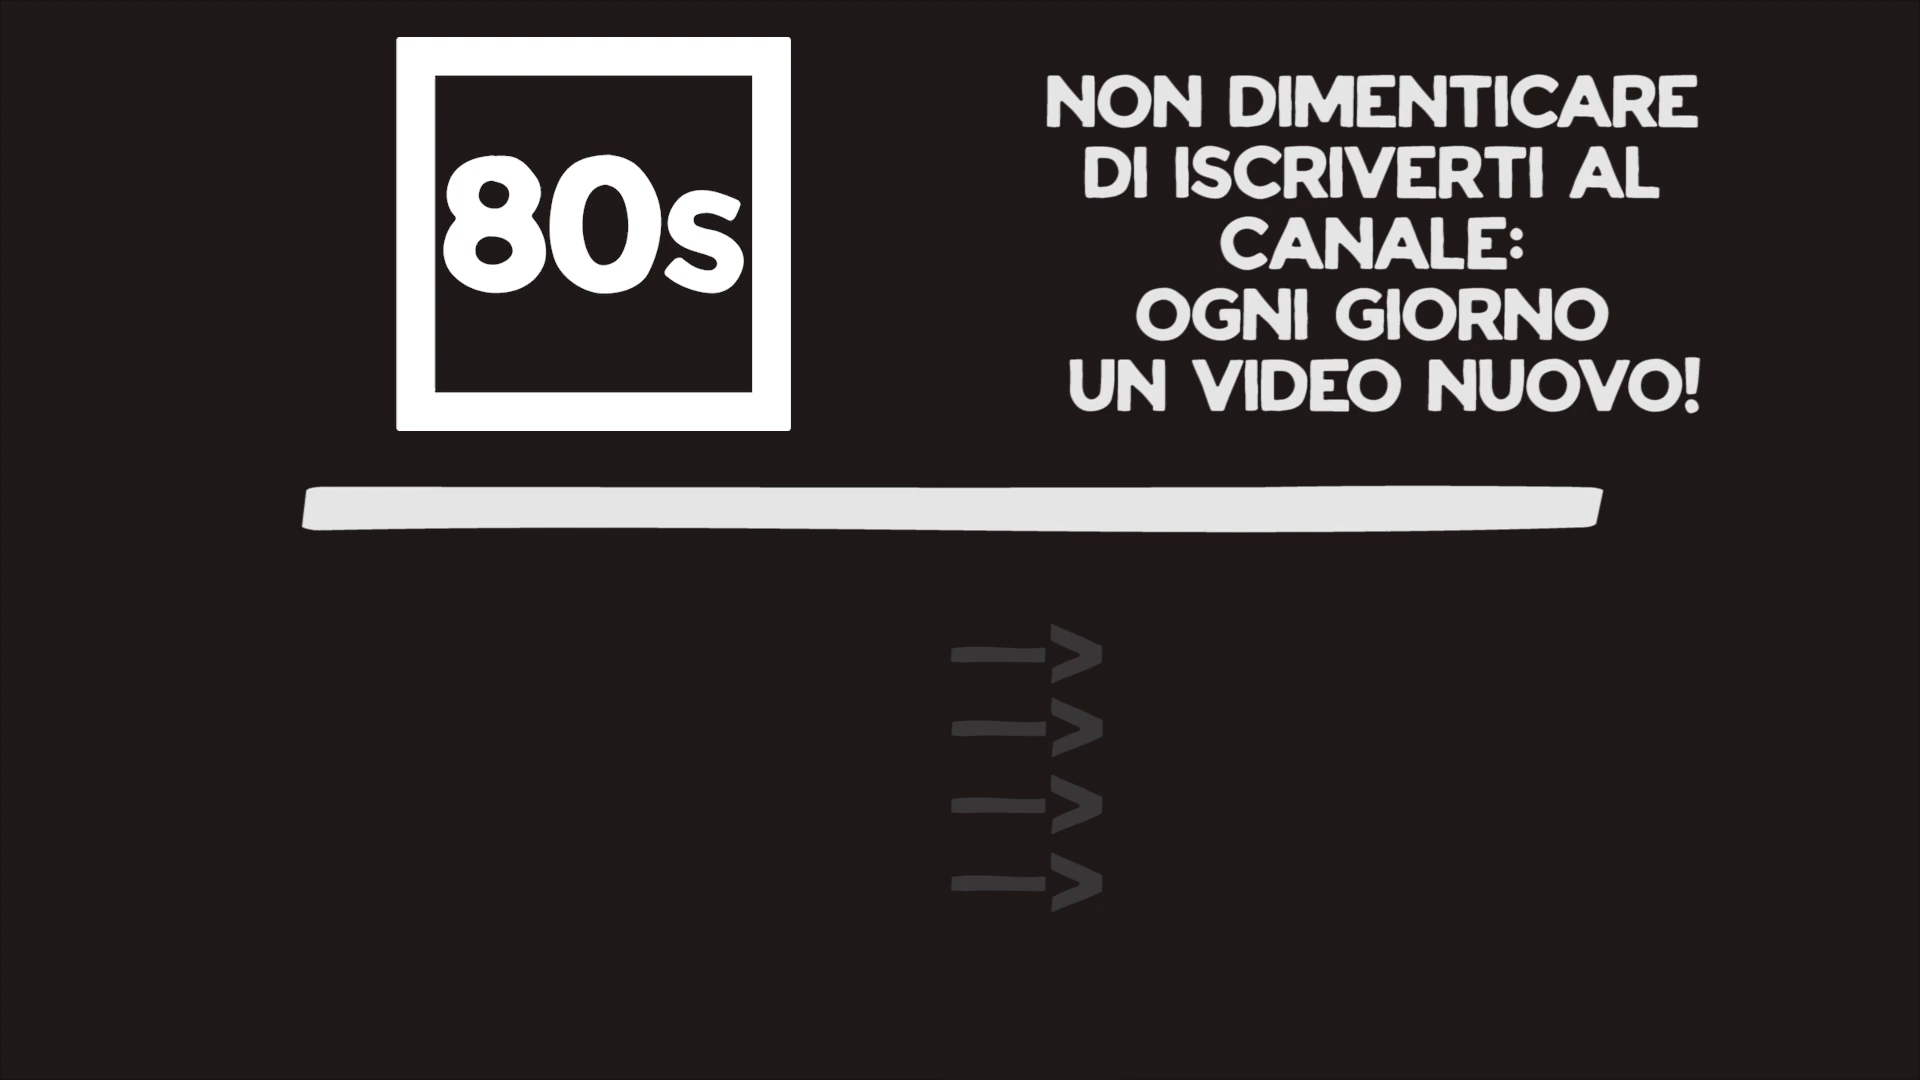 80s
NON DIMENTICARE
DI ISCRIVERTI AL
CANALE:
OGNI GIORNO
UN VIDEO NUOVO!